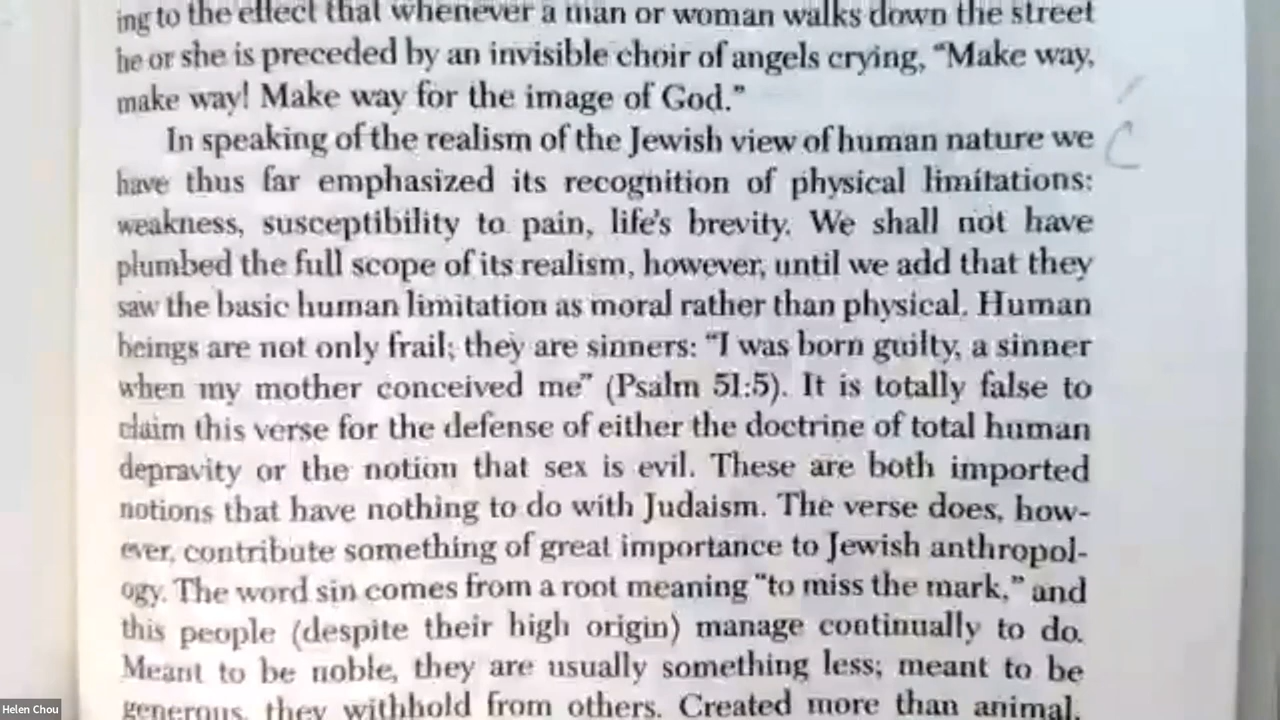 ing to the effect that whenever a man or woman walks down the street
he or she is preceded by an invisible choir of angels crying, “Make way,
make way! Make way for the image of God.”
In speaking of the realism of the Jewish view of human nature we
have thus far emphasized its recognition of physical limitations:
weakness, susceptibility to pain, life’s brevity. We shall not have
plumbed the full scope of its realism, however, until we add that they
saw the basic human limitation as moral rather than physical. Human
beings are not only frail; they are sinners: “I was born guilty, a sinner
when my mother conceived me” (Psalm 51:5). It is totally false to
claim this verse for the defense of either the doctrine of total human
depravity or the notion that sex is evil. These are both imported
notions that have nothing to do with Judaism. The verse does, how-
ever, contribute something of great importance to Jewish anthropol-
ogy. The word sin comes from a root meaning “to miss the mark,” and
this people (despite their high origin) manage continually to do.
Meant to be noble, they are usually something less; meant to be
generous, they withhold from others. Created more than animal,
Helen Chou